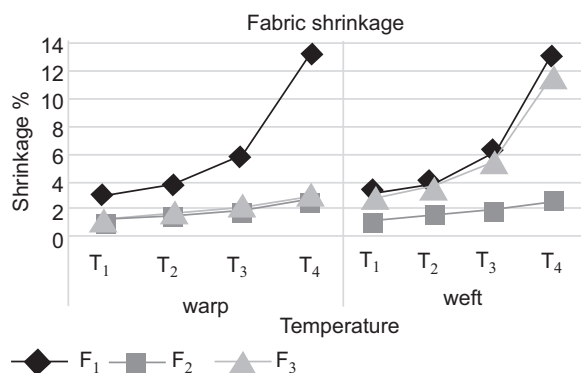 Fabric shrinkage
14
12
10
8
6
4
2
0
Shrinkage %
T₁ T₂ T₃ T₄ T₁ T₂ T₃ T₄
warp weft
Temperature
F₁ F₂ F₃